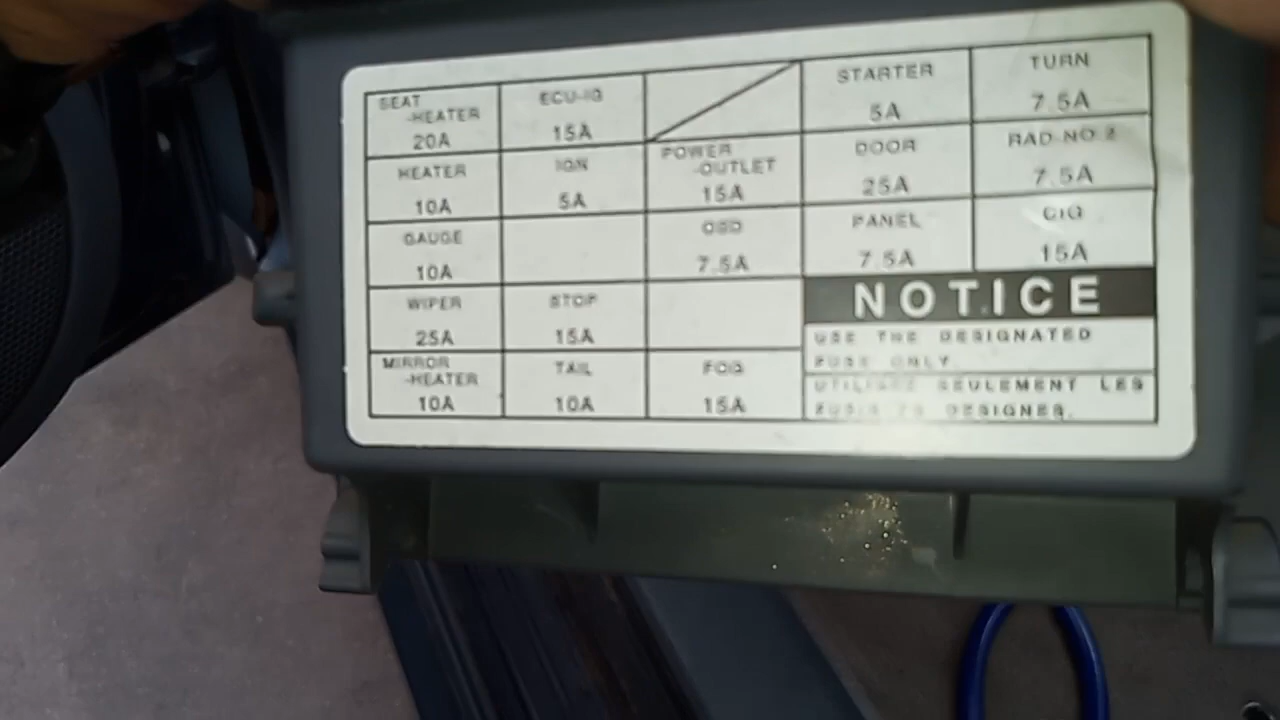 SEAT
-HEATER
20A
ECU-IG
15A
STARTER
5A
TURN
7.5A
HEATER
10A
IGN
5A
POWER
-OUTLET
15A
DOOR
25A
RAD-NO.2
7.5A
GAUGE
10A
OBD
7.5A
PANEL
7.5A
CIG
15A
WIPER
25A
STOP
15A
MIRROR
-HEATER
10A
TAIL
10A
FOG
15A
NOTICE
USE THE DESIGNATED
FUSE ONLY.
SEULEMENT LES
DESIGNES.